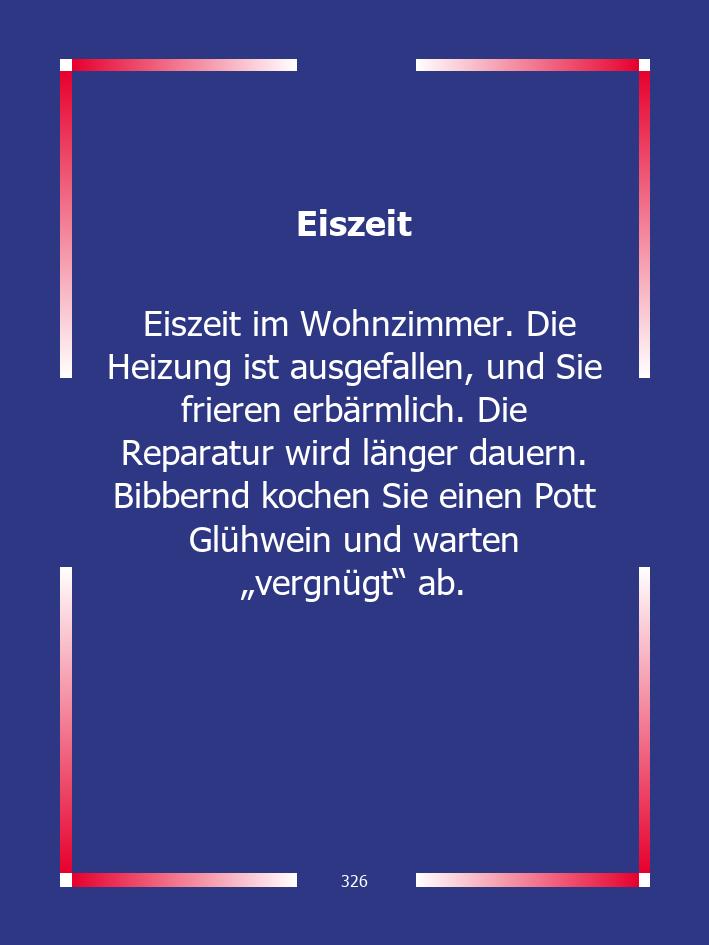 Eiszeit
Eiszeit im Wohnzimmer. Die
Heizung ist ausgefallen, und Sie
frieren erbärmlich. Die
Reparatur wird länger dauern.
Bibbernd kochen Sie einen Pott
Glühwein und warten
„vergnügt“ ab.
326